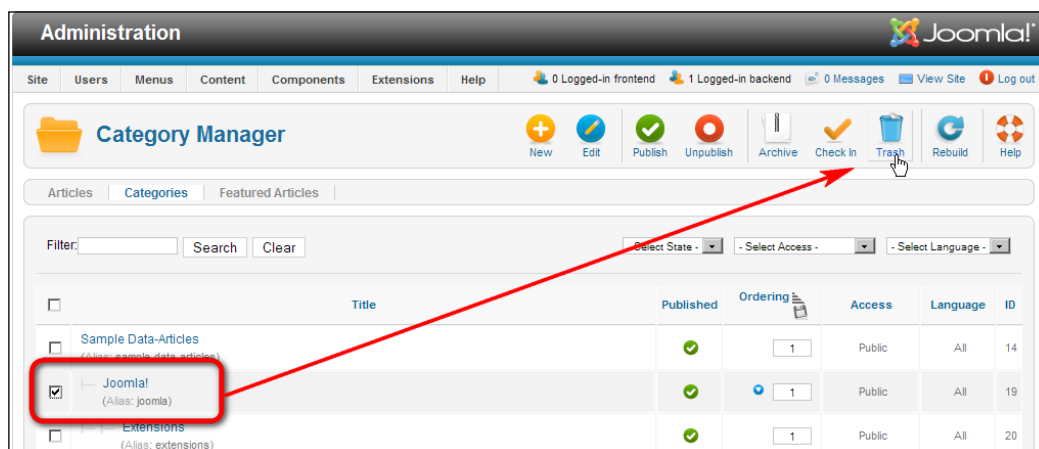 Administration
Joomla!
Site Users Menus Content Components Extensions Help 0 Logged-in frontend 1 Logged-in backend 0 Messages View Site Log out
Category Manager
New Edit Publish Unpublish Archive Check In Trash Rebuild Help
Articles Categories Featured Articles
Filter: Search Clear - Select State - - Select Access - - Select Language -
Title Published Ordering Access Language ID
Sample Data-Articles
(Alias: sample-data-articles)
1 Public All 14
Joomla!
(Alias: joomla)
1 Public All 19
Extensions
(Alias: extensions)
1 Public All 20